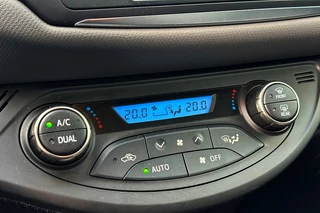 A/C
DUAL
20.0 20.0
FRONT
REAR
AUTO
OFF